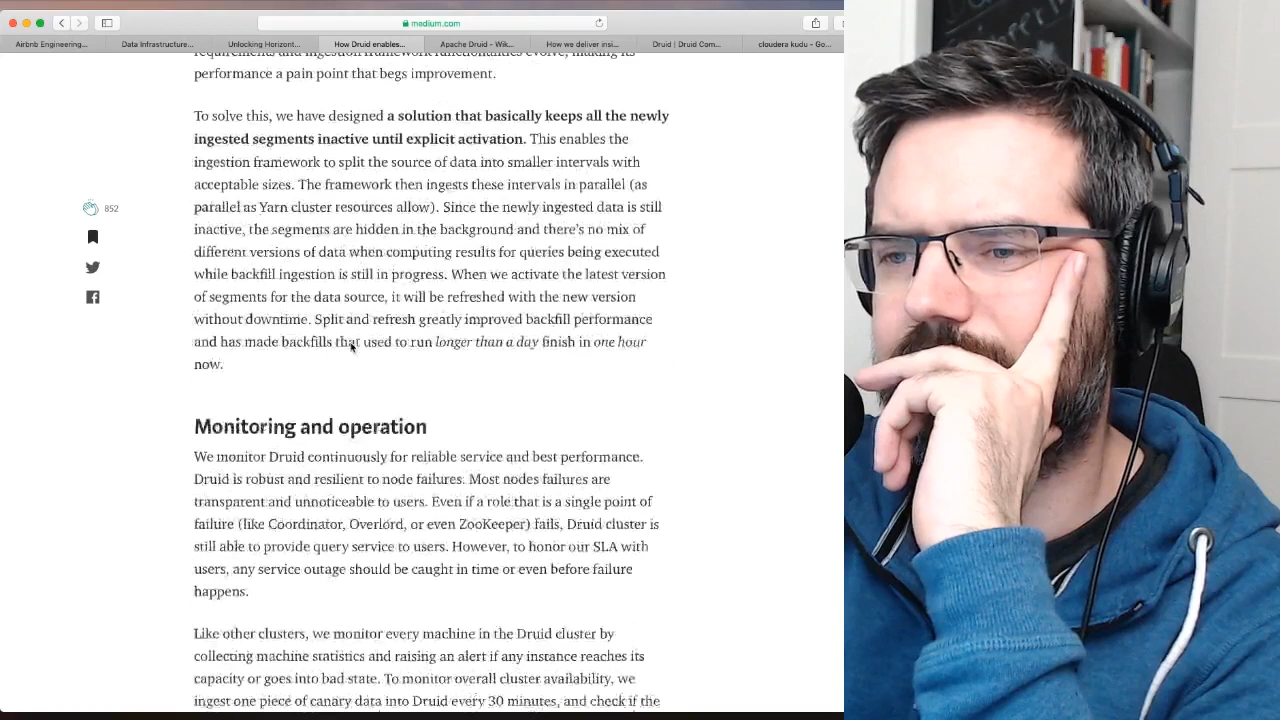 medium.com
Airbnb Engineering...
Data Infrastructure...
Unlocking Horizont...
How Druid enables...
Apache Druid - Wik...
How we deliver insi...
Druid | Druid Com...
cloudera kudu - Go...
requirements and ingestion framework functionalities evolve, making its
performance a pain point that begs improvement.
To solve this, we have designed a solution that basically keeps all the newly
ingested segments inactive until explicit activation. This enables the
ingestion framework to split the source of data into smaller intervals with
acceptable sizes. The framework then ingests these intervals in parallel (as
parallel as Yarn cluster resources allow). Since the newly ingested data is still
inactive, the segments are hidden in the background and there's no mix of
different versions of data when computing results for queries being executed
while backfill ingestion is still in progress. When we activate the latest version
of segments for the data source, it will be refreshed with the new version
without downtime. Split and refresh greatly improved backfill performance
and has made backfills that used to run longer than a day finish in one hour
now.
852
Monitoring and operation
We monitor Druid continuously for reliable service and best performance.
Druid is robust and resilient to node failures. Most nodes failures are
transparent and unnoticeable to users. Even if a role that is a single point of
failure (like Coordinator, Overlord, or even ZooKeeper) fails, Druid cluster is
still able to provide query service to users. However, to honor our SLA with
users, any service outage should be caught in time or even before failure
happens.
Like other clusters, we monitor every machine in the Druid cluster by
collecting machine statistics and raising an alert if any instance reaches its
capacity or goes into bad state. To monitor overall cluster availability, we
ingest one piece of canary data into Druid every 30 minutes, and check if the